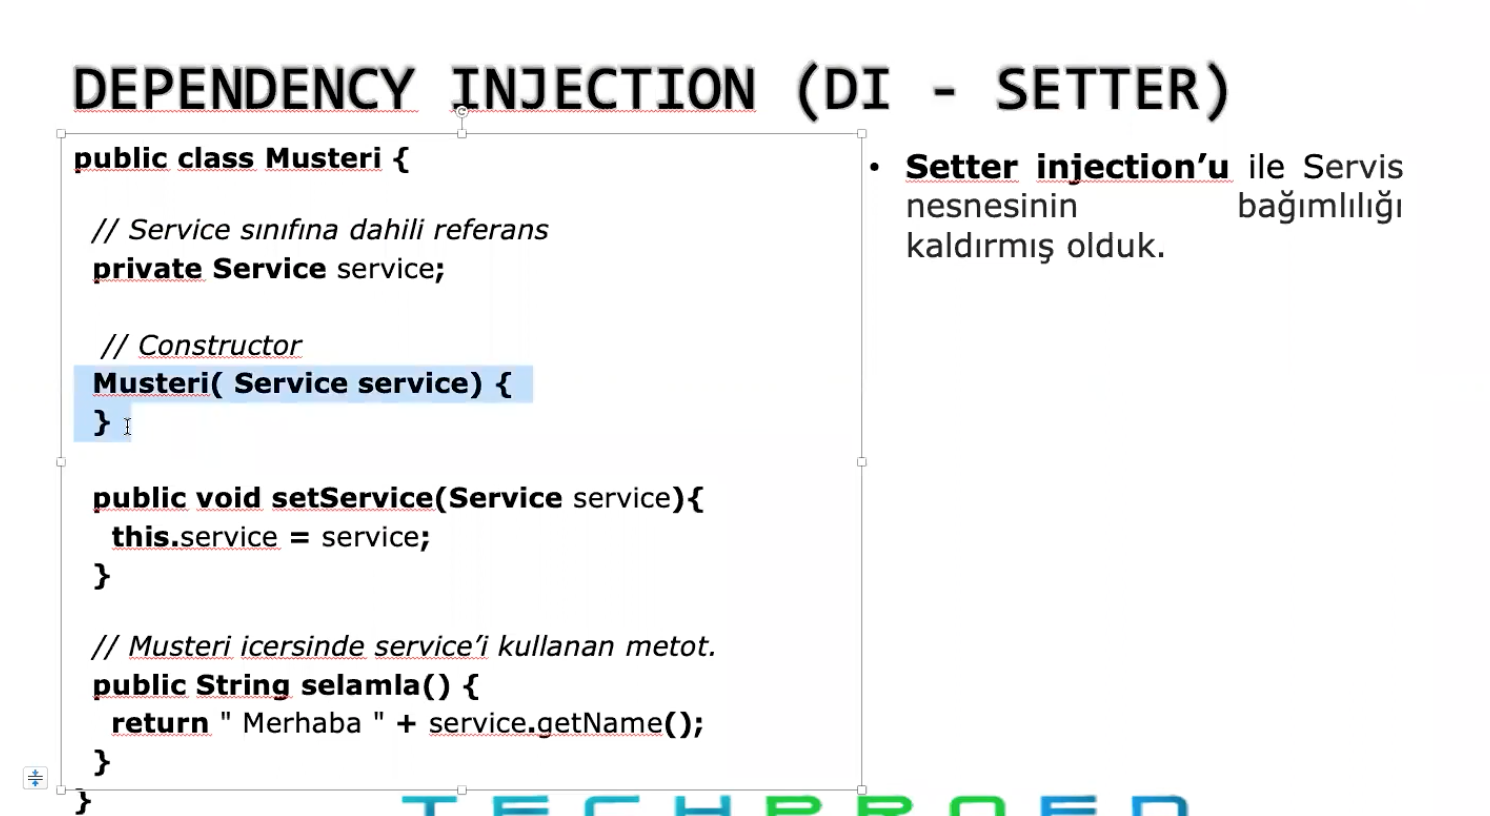 DEPENDENCY INJECTION (DI - SETTER)
public class Musteri {
// Service sınıfına dahili referans
private Service service;
// Constructor
Musteri( Service service) {
}
public void setService(Service service){
this.service = service;
}
// Musteri icersinde service’i kullanan metot.
public String selamla() {
return " Merhaba " + service.getName();
}
}
• Setter injection’u ile Servis
nesnesinin bağımlılığı
kaldırmış olduk.
TECHPROED